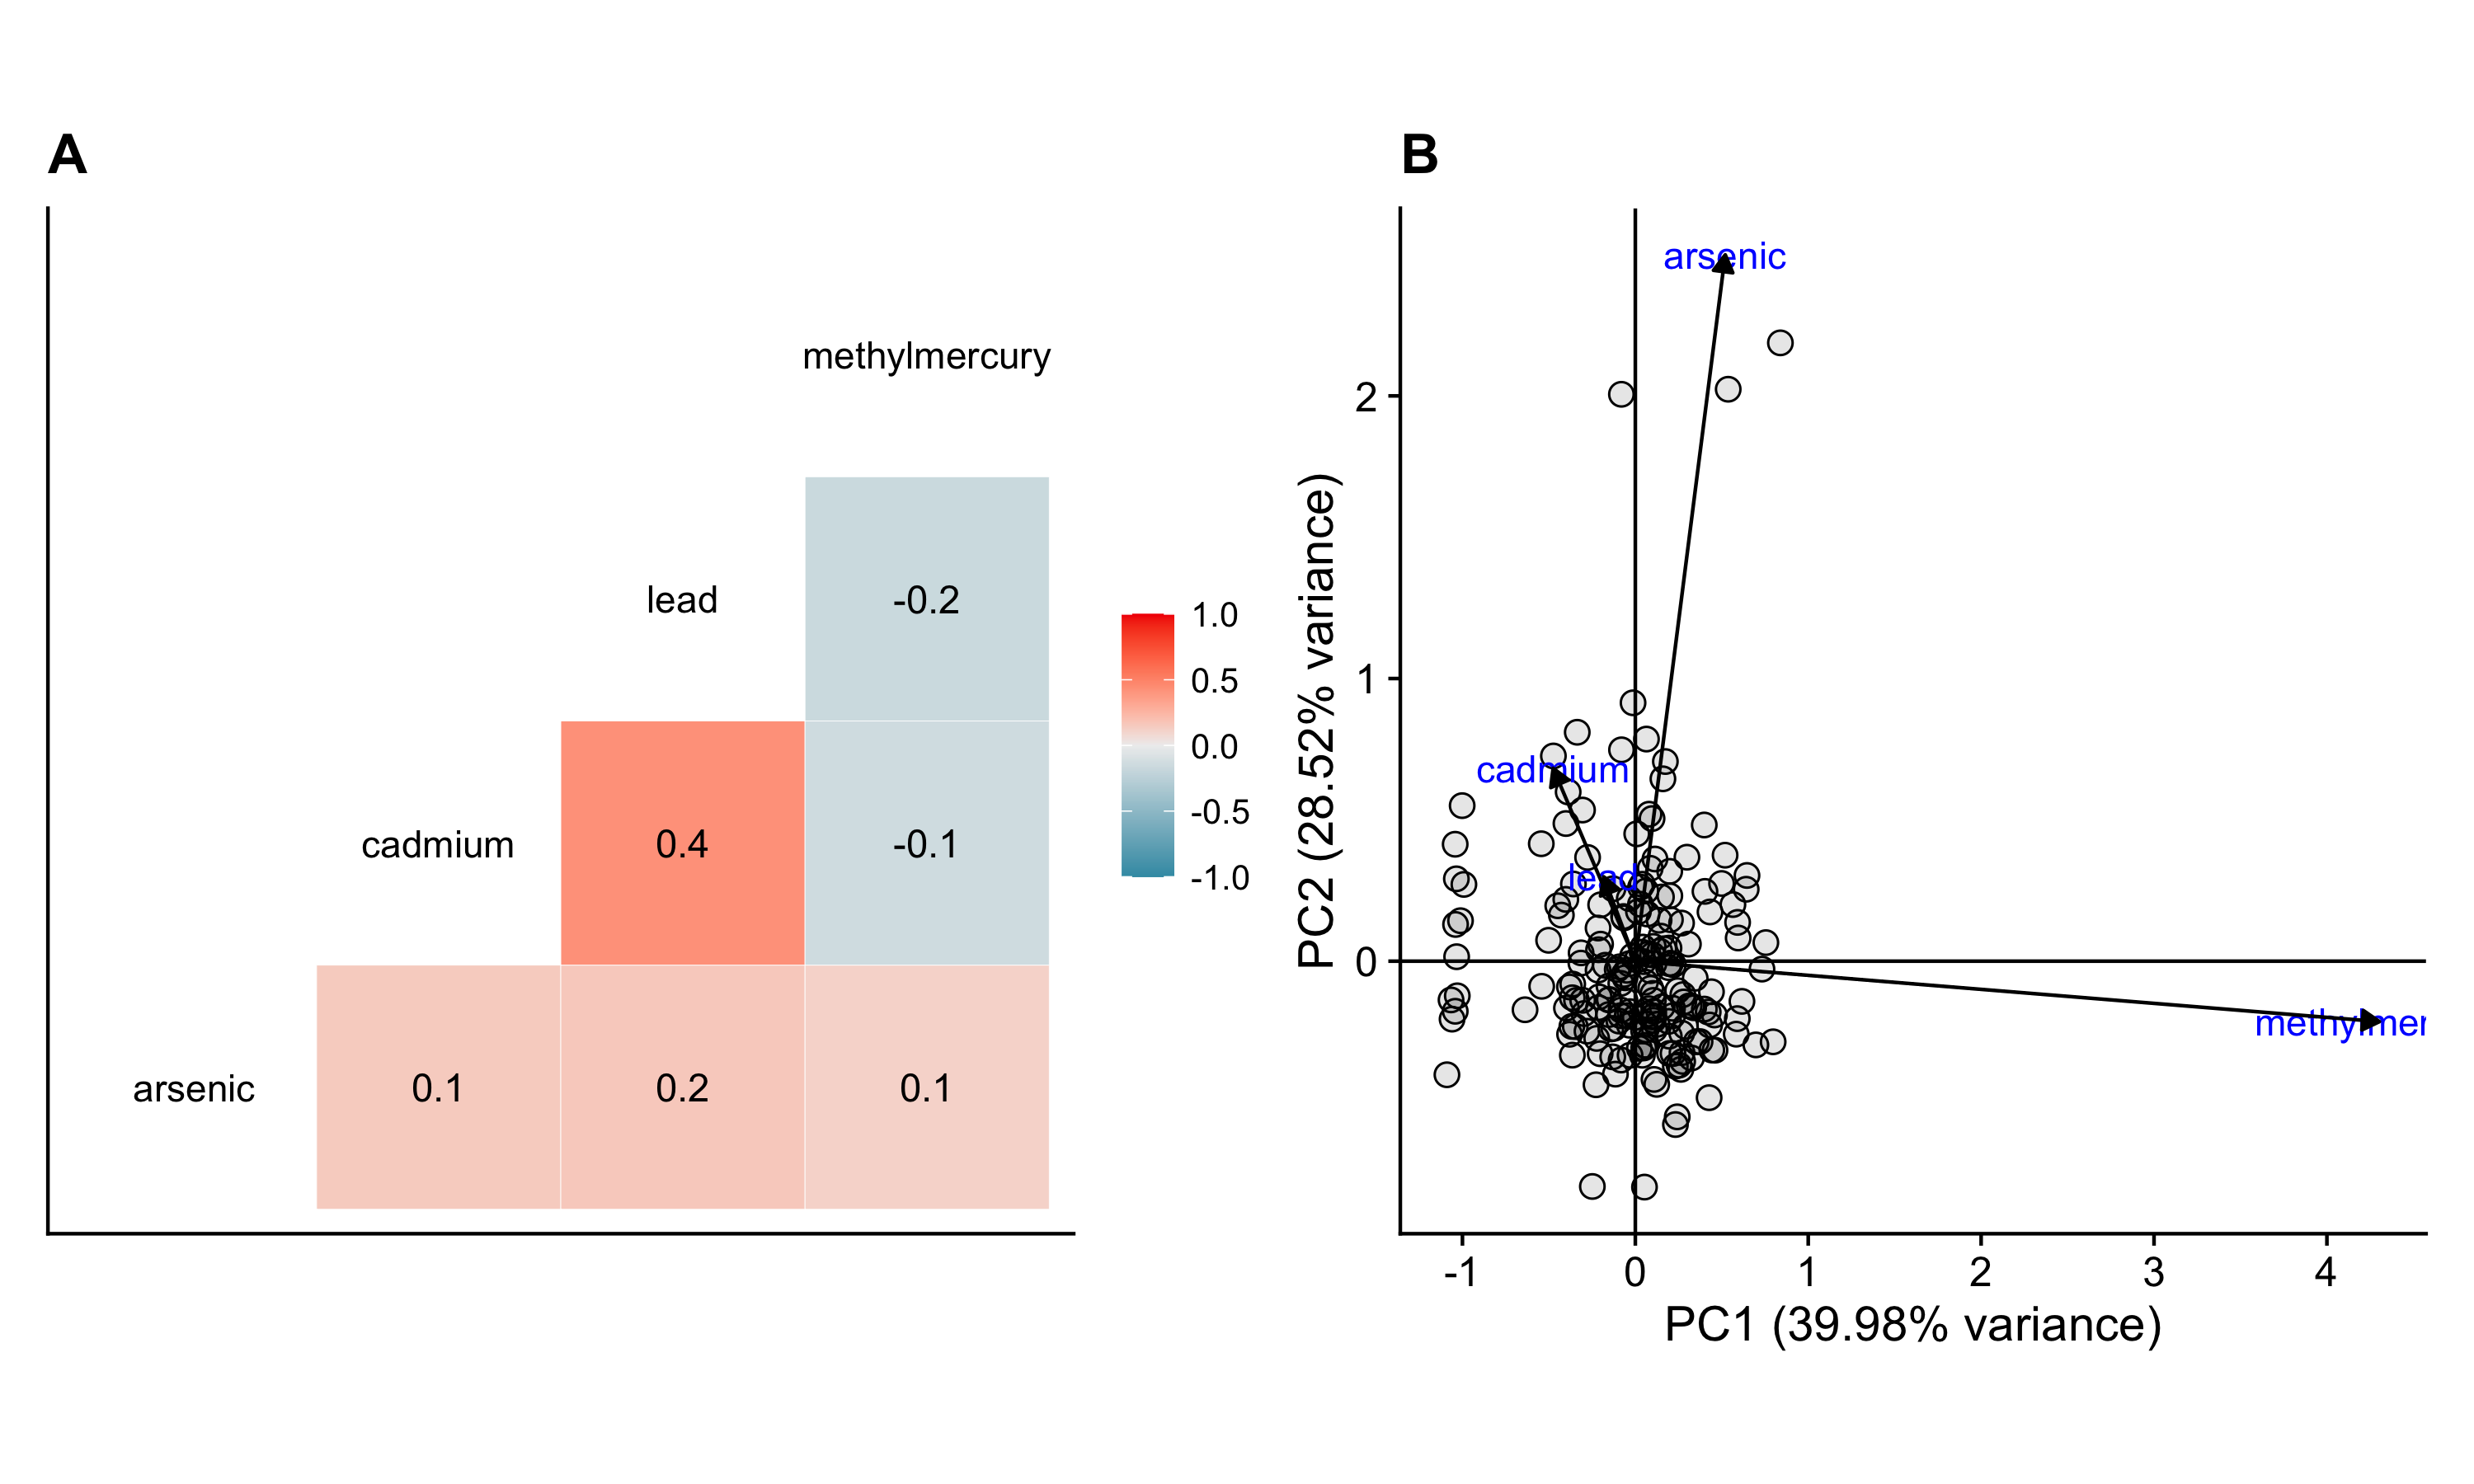 A
methylmercury
lead
-0.2
cadmium
0.4
-0.1
arsenic
0.1
0.2
0.1
1.0
0.5
0.0
-0.5
-1.0
B
PC2 (28.52% variance)
2
1
0
arsenic
cadmium
lead
methylmer
-1
0
1
2
3
4
PC1 (39.98% variance)